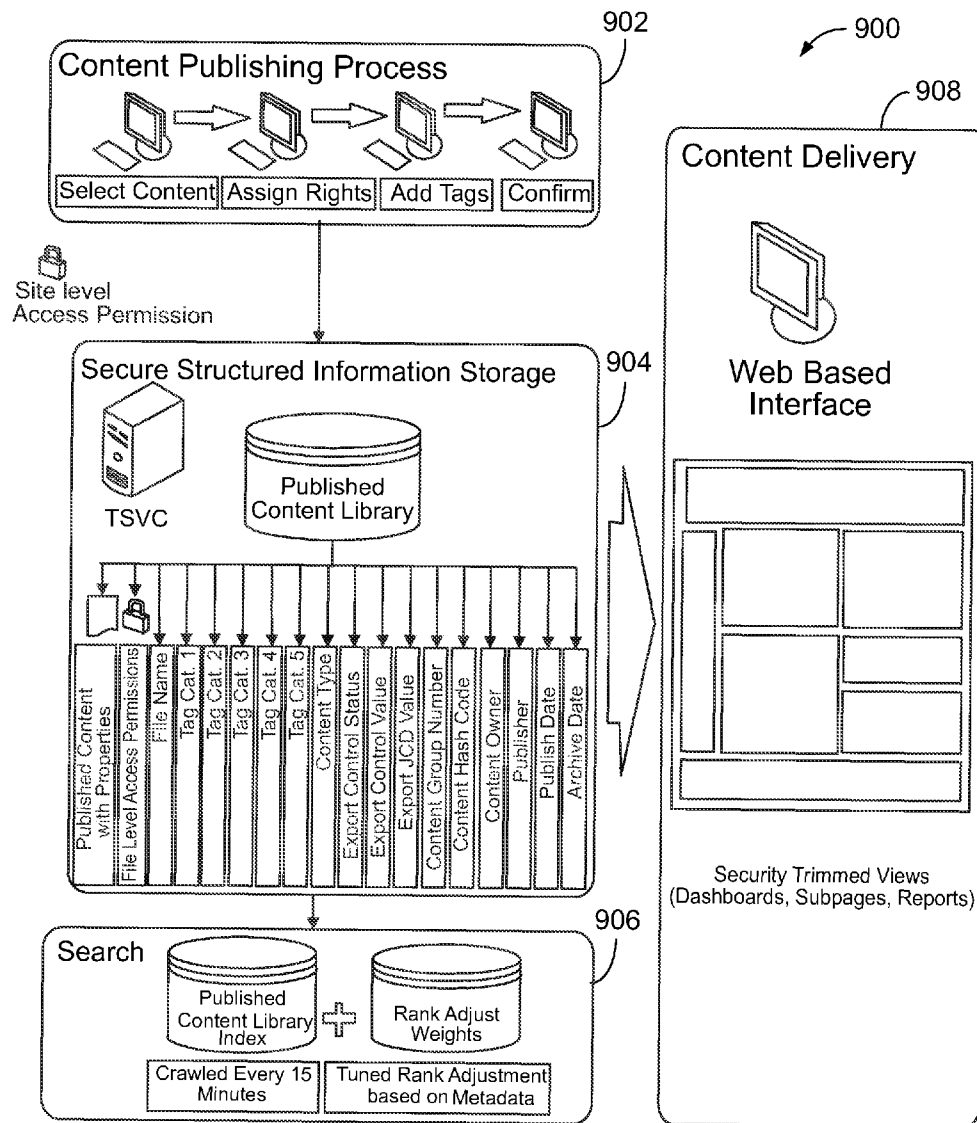 902
900
Content Publishing Process
Select Content
Assign Rights
Add Tags
Confirm
908
Content Delivery
Web Based
Interface
Security Trimmed Views
(Dashboards, Subpages, Reports)
Site level
Access Permission
904
Secure Structured Information Storage
TSVC
Published
Content Library
Published Content
with Properties
File Level Access Permissions
File Name
Tag Cat. 1
Tag Cat. 2
Tag Cat. 3
Tag Cat. 4
Tag Cat. 5
Content Type
Export Control Status
Export Control Value
Export JCD Value
Content Group Number
Content Hash Code
Content Owner
Publisher
Publish Date
Archive Date
906
Search
Published
Content Library
Index
Rank Adjust
Weights
Crawled Every 15
Minutes
Tuned Rank Adjustment
based on Metadata